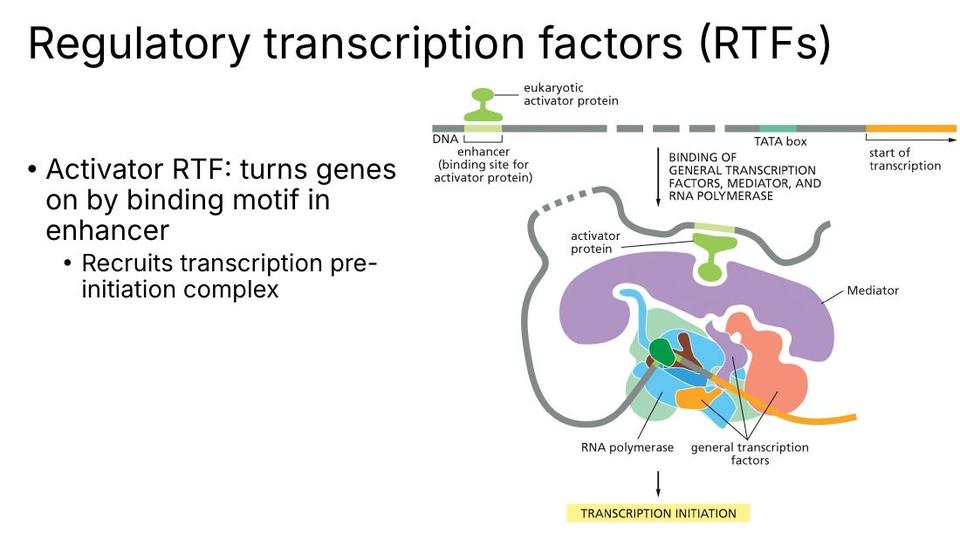 Regulatory transcription factors (RTFs)
• Activator RTF: turns genes
on by binding motif in
enhancer
• Recruits transcription pre-
initiation complex
eukaryotic
activator protein
DNA
enhancer
(binding site for
activator protein)
TATA box
start of
transcription
BINDING OF
GENERAL TRANSCRIPTION
FACTORS, MEDIATOR, AND
RNA POLYMERASE
activator
protein
Mediator
RNA polymerase
general transcription
factors
TRANSCRIPTION INITIATION